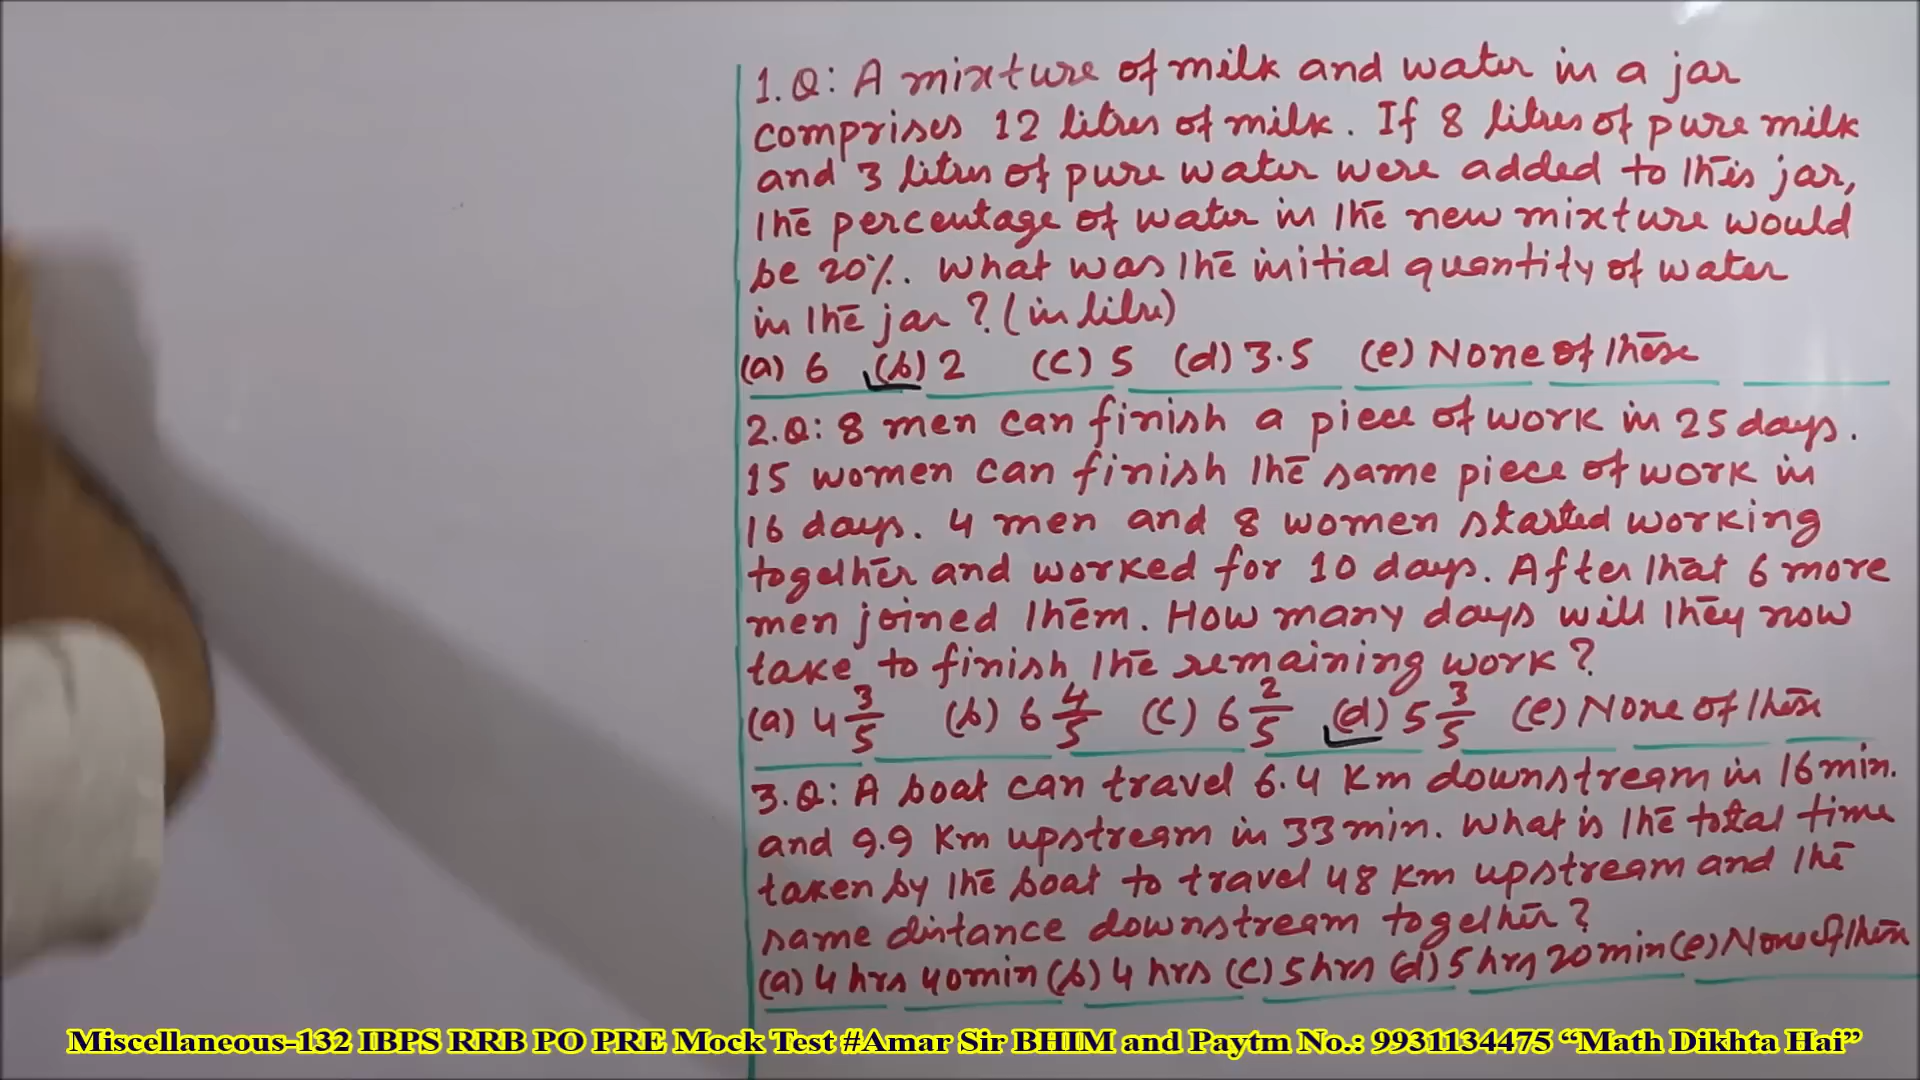 1.Q: A mixture of milk and water in a jar
comprises 12 litres of milk. If 8 litres of pure milk
and 3 litres of pure water were added to this jar,
the percentage of water in the new mixture would
be 20%. What was the initial quantity of water
in the jar? (in litre)
(a) 6 (b) 2 (c) 5 (d) 3.5 (e) None of these
2.Q: 8 men can finish a piece of work in 25 days.
15 women can finish the same piece of work in
16 days. 4 men and 8 women started working
together and worked for 10 days. After that 6 more
men joined them. How many days will they now
take to finish the remaining work?
(a) 4 3/5 (b) 6 4/5 (c) 6 2/5 (d) 5 3/5 (e) None of these
3.Q: A boat can travel 6.4 Km downstream in 16 min.
and 9.9 Km upstream in 33 min. What is the total time
taken by the boat to travel 48 Km upstream and the
same distance downstream together?
(a) 4 hrs 40 min (b) 4 hrs (c) 5 hrs (d) 5 hrs 20 min (e) None of these
Miscellaneous-132 IBPS RRB PO PRE Mock Test #Amar Sir BHIM and Paytm No.: 9931134475 “Math Dikhta Hai”